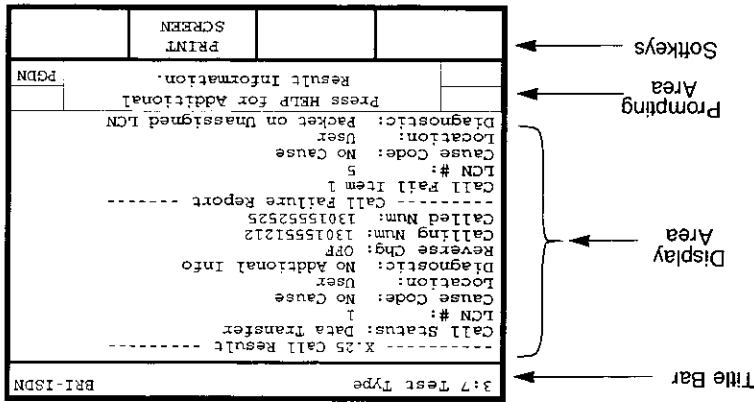 Title Bar
3:7 Test Type BRI-ISDN
Display
Area
----------- X.25 Call Result ---------
Call Status: Data Transfer
LCN #: 1
Cause Code: No Cause
Location: User
Diagnostic: No Addtional Info
Reverse Chg: OFF
Calling Num: 13015551212
Called Num: 13015552525
--------- Call Failure Report -------
Call Fail Item 1
LCN #: 5
Cause Code: No Cause
Location: User
Diagnostic: Packet on Unassigned LCN
Prompting
Area
Press HELP for Additional
Result Information.
PGDN
Softkeys
PRINT
SCREEN